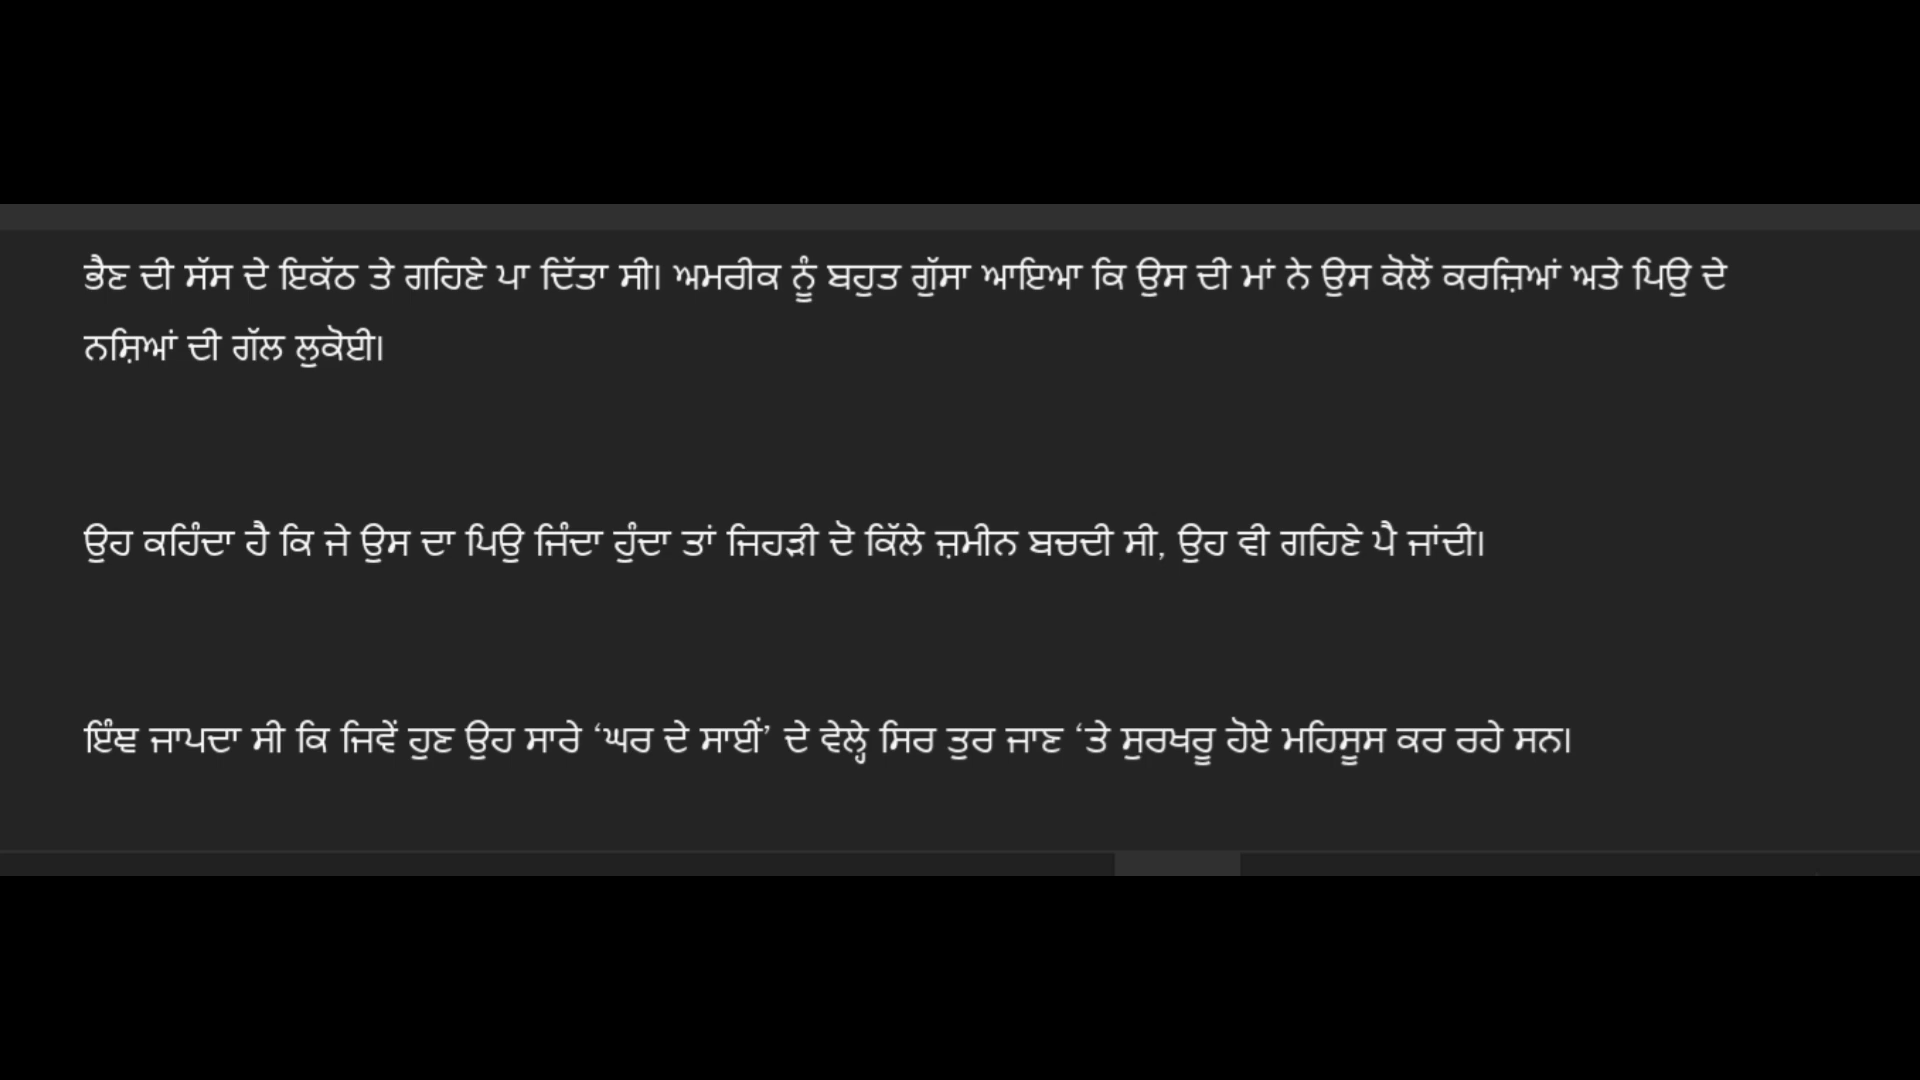 ਭੈਣ ਦੀ ਸੱਸ ਦੇ ਇਕੱਠ ਤੇ ਗਹਿਣੇ ਪਾ ਦਿੱਤਾ ਸੀ। ਅਮਰੀਕ ਨੂੰ ਬਹੁਤ ਗੁੱਸਾ ਆਇਆ ਕਿ ਉਸ ਦੀ ਮਾਂ ਨੇ ਉਸ ਕੋਲੋਂ ਕਰਜ਼ਿਆਂ ਅਤੇ ਪਿਉ ਦੇ
ਨਸ਼ਿਆਂ ਦੀ ਗੱਲ ਲੁਕੋਈ।
ਉਹ ਕਹਿੰਦਾ ਹੈ ਕਿ ਜੇ ਉਸ ਦਾ ਪਿਉ ਜਿੰਦਾ ਹੁੰਦਾ ਤਾਂ ਜਿਹੜੀ ਦੋ ਕਿੱਲੇ ਜ਼ਮੀਨ ਬਚਦੀ ਸੀ, ਉਹ ਵੀ ਗਹਿਣੇ ਪੈ ਜਾਂਦੀ।
ਇੰਞ ਜਾਪਦਾ ਸੀ ਕਿ ਜਿਵੇਂ ਹੁਣ ਉਹ ਸਾਰੇ ‘ਘਰ ਦੇ ਸਾਈਂ’ ਦੇ ਵੇਲ੍ਹੇ ਸਿਰ ਤੁਰ ਜਾਣ ‘ਤੇ ਸੁਰਖਰੂ ਹੋਏ ਮਹਿਸੂਸ ਕਰ ਰਹੇ ਸਨ।